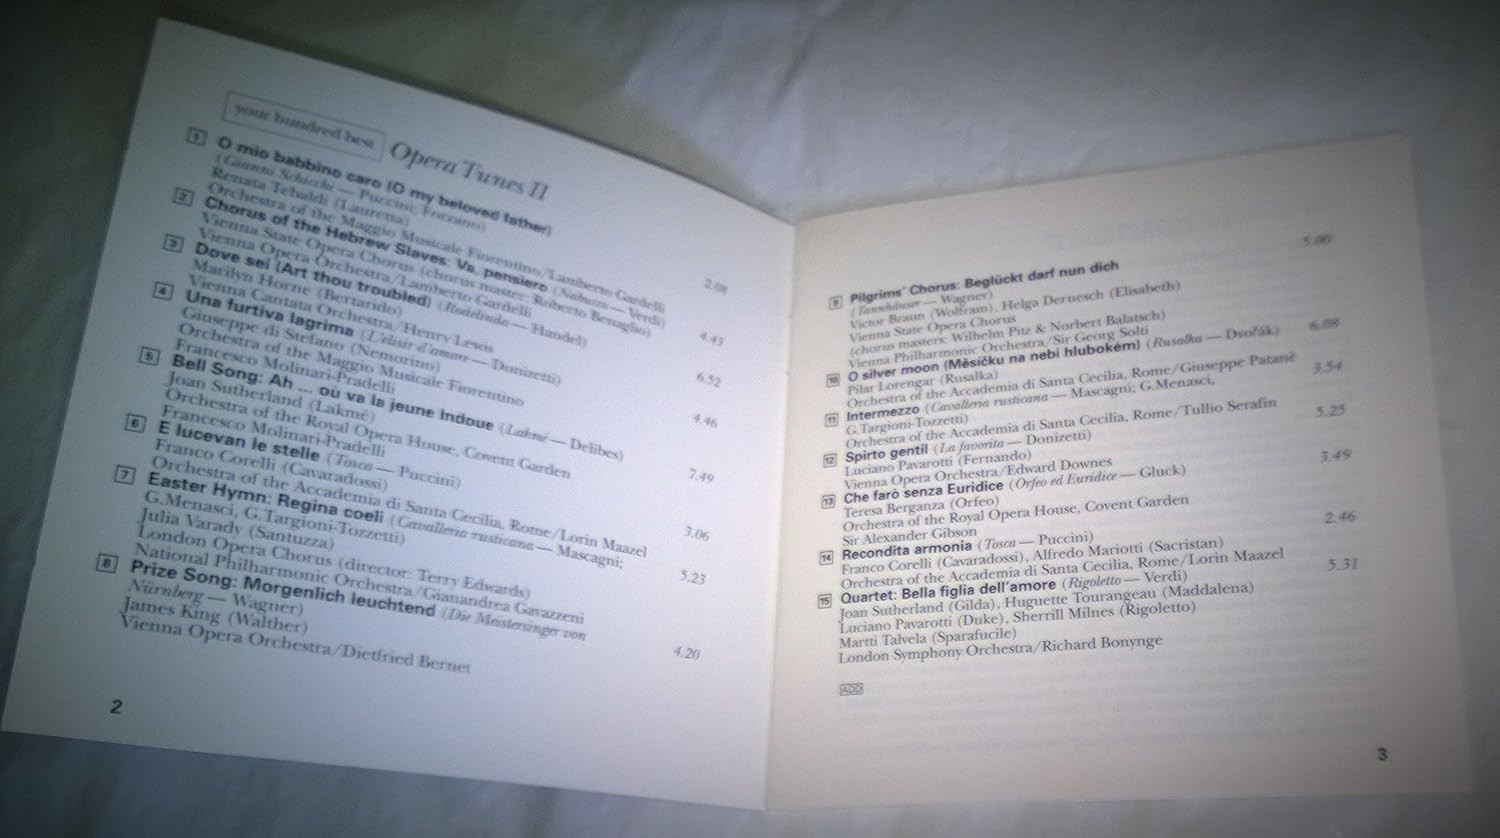 your hundred best Opera Tunes II
1 O mio babbino caro (O my beloved father)
(Gianni Schicchi — Puccini; Forzano)
Renata Tebaldi (Lauretta)
Orchestra of the Maggio Musicale Fiorentino/Lamberto Gardelli 2.08
2 Chorus of the Hebrew Slaves: Va, pensiero (Nabucco — Verdi)
Vienna State Opera Chorus (chorus master: Roberto Benaglio)
Vienna Opera Orchestra/Lamberto Gardelli 4.43
3 Dove sei (Art thou troubled) (Rodelinda — Handel)
Marilyn Horne (Bertarido)
Vienna Cantata Orchestra/Henry Lewis 6.52
4 Una furtiva lagrima (L'elisir d'amore — Donizetti)
Giuseppe di Stefano (Nemorino)
Orchestra of the Maggio Musicale Fiorentino
Francesco Molinari-Pradelli 4.46
5 Bell Song: Ah ... où va la jeune Indoue (Lakmé — Delibes)
Joan Sutherland (Lakmé)
Orchestra of the Royal Opera House, Covent Garden
Francesco Molinari-Pradelli 7.49
6 E lucevan le stelle (Tosca — Puccini)
Franco Corelli (Cavaradossi)
Orchestra of the Accademia di Santa Cecilia, Rome/Lorin Maazel 3.06
7 Easter Hymn: Regina coeli (Cavalleria rusticana — Mascagni;
G.Menasci, G.Targioni-Tozzetti)
Julia Varady (Santuzza)
London Opera Chorus (director: Terry Edwards)
National Philharmonic Orchestra/Gianandrea Gavazzeni 5.23
8 Prize Song: Morgenlich leuchtend (Die Meistersinger von
Nürnberg — Wagner)
James King (Walther)
Vienna Opera Orchestra/Dietfried Bernet 4.20
2
5.00
9 Pilgrims' Chorus: Beglückt darf nun dich
(Tannhäuser — Wagner)
Victor Braun (Wolfram), Helga Dernesch (Elisabeth)
Vienna State Opera Chorus
(chorus masters: Wilhelm Pitz & Norbert Balatsch)
Vienna Philharmonic Orchestra/Sir Georg Solti
10 O silver moon (Měsíčku na nebi hlubokém) (Rusalka — Dvořák) 6.08
Pilar Lorengar (Rusalka)
Orchestra of the Accademia di Santa Cecilia, Rome/Giuseppe Patanè
11 Intermezzo (Cavalleria rusticana — Mascagni; G.Menasci, 3.54
G.Targioni-Tozzetti)
Orchestra of the Accademia di Santa Cecilia, Rome/Tullio Serafin
12 Spirto gentil (La favorita — Donizetti) 5.25
Luciano Pavarotti (Fernando)
Vienna Opera Orchestra/Edward Downes
13 Che farò senza Euridice (Orfeo ed Euridice — Gluck) 3.49
Teresa Berganza (Orfeo)
Orchestra of the Royal Opera House, Covent Garden
Sir Alexander Gibson
14 Recondita armonia (Tosca — Puccini) 2.46
Franco Corelli (Cavaradossi), Alfredo Mariotti (Sacristan)
Orchestra of the Accademia di Santa Cecilia, Rome/Lorin Maazel
15 Quartet: Bella figlia dell'amore (Rigoletto — Verdi) 5.31
Joan Sutherland (Gilda), Huguette Tourangeau (Maddalena)
Luciano Pavarotti (Duke), Sherrill Milnes (Rigoletto)
Martti Talvela (Sparafucile)
London Symphony Orchestra/Richard Bonynge
ADD
3